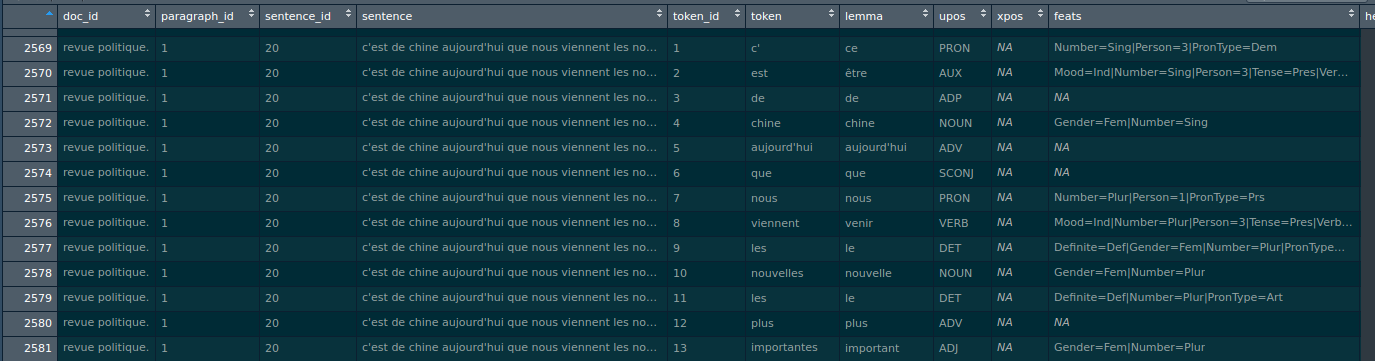 doc_id paragraph_id sentence_id sentence token_id token lemma upos xpos feats he
2569 revue politique. 1 20 c'est de chine aujourd'hui que nous viennent les no... 1 c' ce PRON NA Number=Sing|Person=3|PronType=Dem
2570 revue politique. 1 20 c'est de chine aujourd'hui que nous viennent les no... 2 est être AUX NA Mood=Ind|Number=Sing|Person=3|Tense=Pres|Ver...
2571 revue politique. 1 20 c'est de chine aujourd'hui que nous viennent les no... 3 de de ADP NA NA
2572 revue politique. 1 20 c'est de chine aujourd'hui que nous viennent les no... 4 chine chine NOUN NA Gender=Fem|Number=Sing
2573 revue politique. 1 20 c'est de chine aujourd'hui que nous viennent les no... 5 aujourd'hui aujourd'hui ADV NA NA
2574 revue politique. 1 20 c'est de chine aujourd'hui que nous viennent les no... 6 que que SCONJ NA NA
2575 revue politique. 1 20 c'est de chine aujourd'hui que nous viennent les no... 7 nous nous PRON NA Number=Plur|Person=1|PronType=Prs
2576 revue politique. 1 20 c'est de chine aujourd'hui que nous viennent les no... 8 viennent venir VERB NA Mood=Ind|Number=Plur|Person=3|Tense=Pres|Verb...
2577 revue politique. 1 20 c'est de chine aujourd'hui que nous viennent les no... 9 les le DET NA Definite=Def|Gender=Fem|Number=Plur|PronType...
2578 revue politique. 1 20 c'est de chine aujourd'hui que nous viennent les no... 10 nouvelles nouvelle NOUN NA Gender=Fem|Number=Plur
2579 revue politique. 1 20 c'est de chine aujourd'hui que nous viennent les no... 11 les le DET NA Definite=Def|Number=Plur|PronType=Art
2580 revue politique. 1 20 c'est de chine aujourd'hui que nous viennent les no... 12 plus plus ADV NA NA
2581 revue politique. 1 20 c'est de chine aujourd'hui que nous viennent les no... 13 importantes important ADJ NA Gender=Fem|Number=Plur